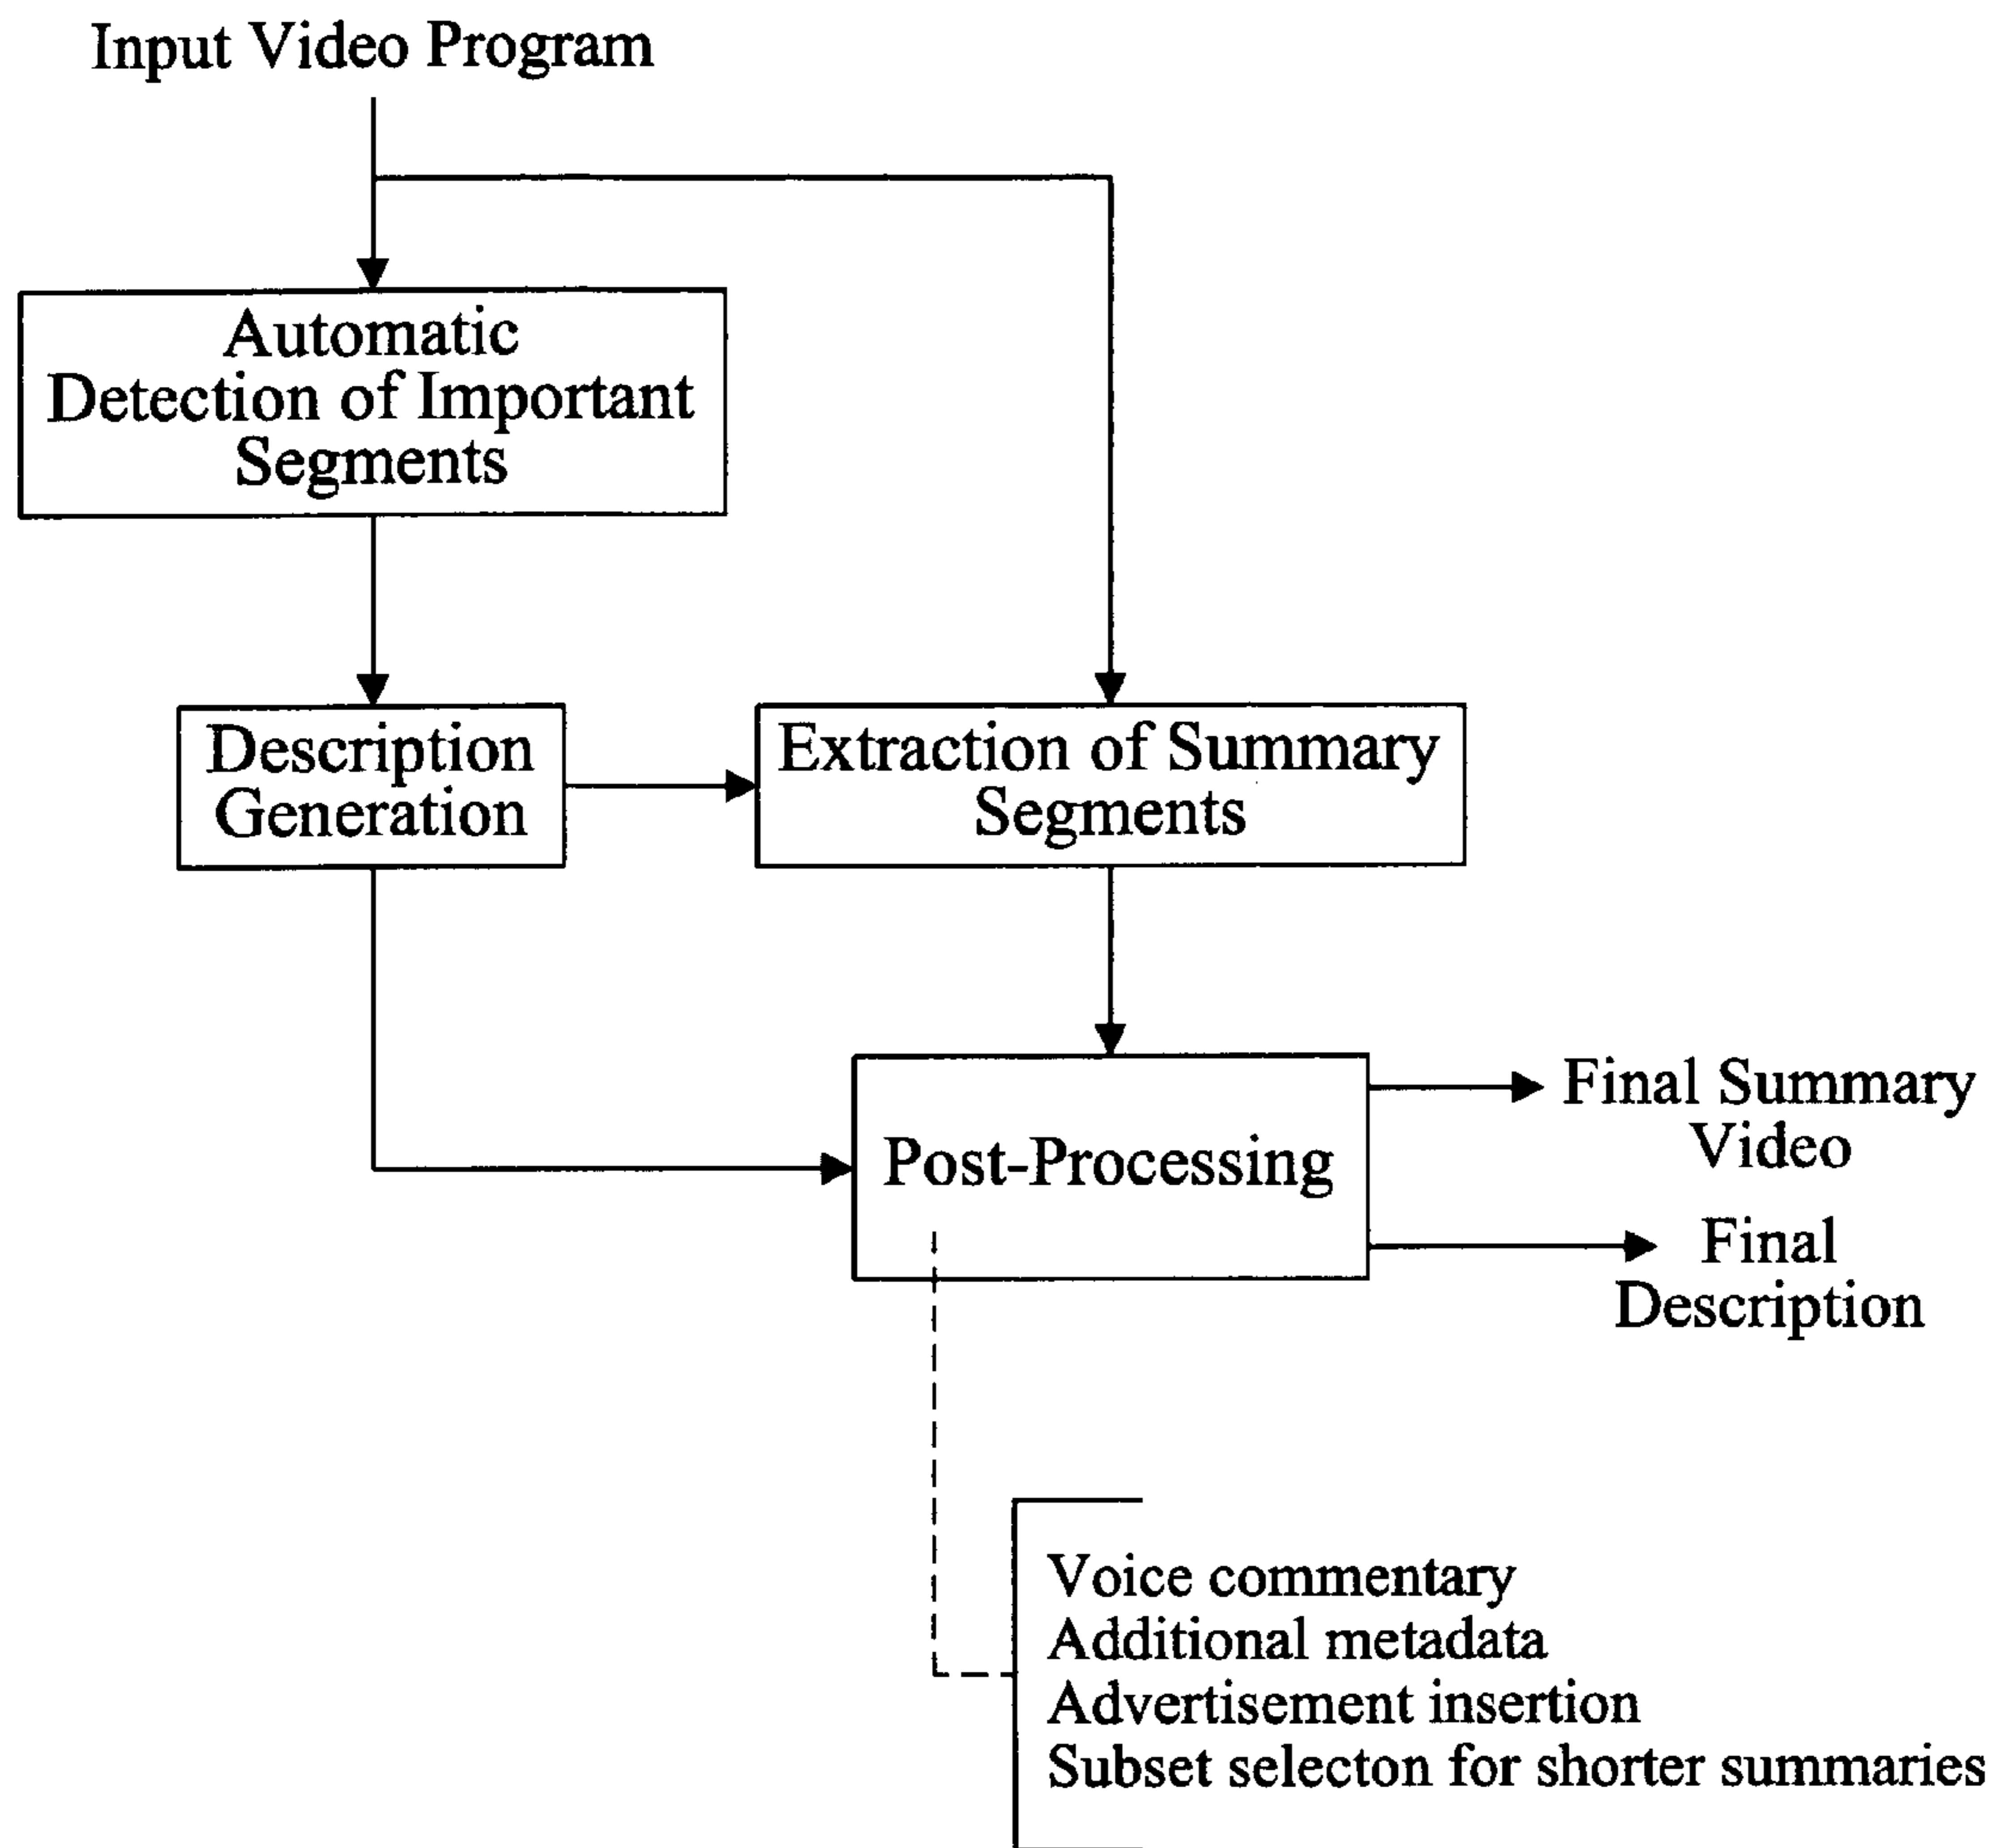 Input Video Program
Automatic
Detection of Important
Segments
Description
Generation
Extraction of Summary
Segments
Post-Processing
Final Summary
Video
Final
Description
Voice commentary
Additional metadata
Advertisement insertion
Subset selecton for shorter summaries